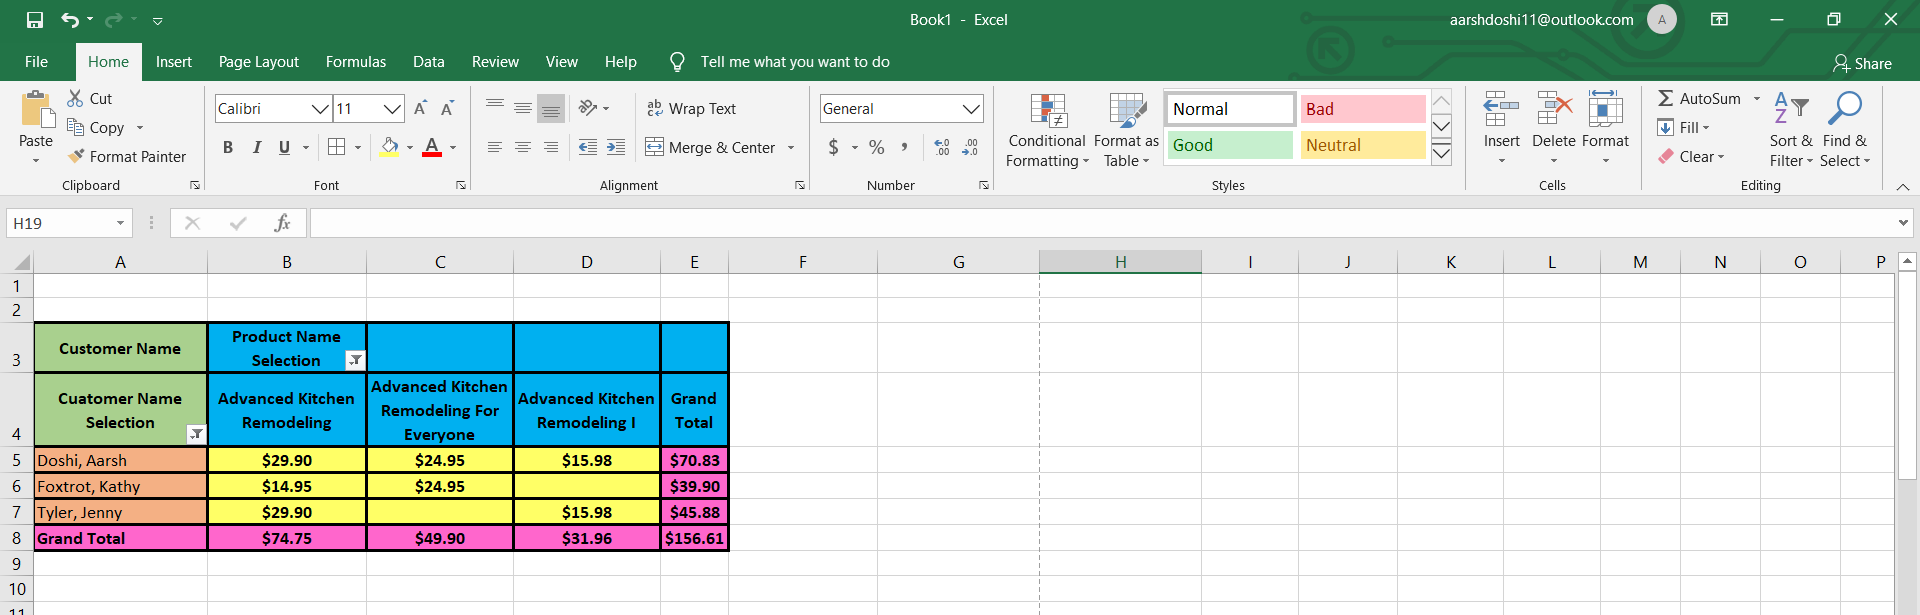 Book1 - Excel
aarshdoshi11@outlook.com
A
File Home Insert Page Layout Formulas Data Review View Help Tell me what you want to do
Share
Paste
Cut
Copy
Format Painter
Clipboard
Calibri 11 A A
B I U A
Font
ab Wrap Text
Merge & Center
Alignment
General
$ % ,
Number
Conditional
Formatting
Format as
Table
Normal Bad
Good Neutral
Styles
Insert Delete Format
Cells
AutoSum
Fill
Clear
Sort &
Filter
Find &
Select
Editing
H19
fx
A B C D E F G H I J K L M N O P
1
2
3 Customer Name Product Name
Selection
4 Cuatomer Name
Selection
Advanced Kitchen
Remodeling
Advanced Kitchen
Remodeling For
Everyone
Advanced Kitchen
Remodeling I
Grand
Total
5 Doshi, Aarsh $29.90 $24.95 $15.98 $70.83
6 Foxtrot, Kathy $14.95 $24.95 $39.90
7 Tyler, Jenny $29.90 $15.98 $45.88
8 Grand Total $74.75 $49.90 $31.96 $156.61
9
10
11